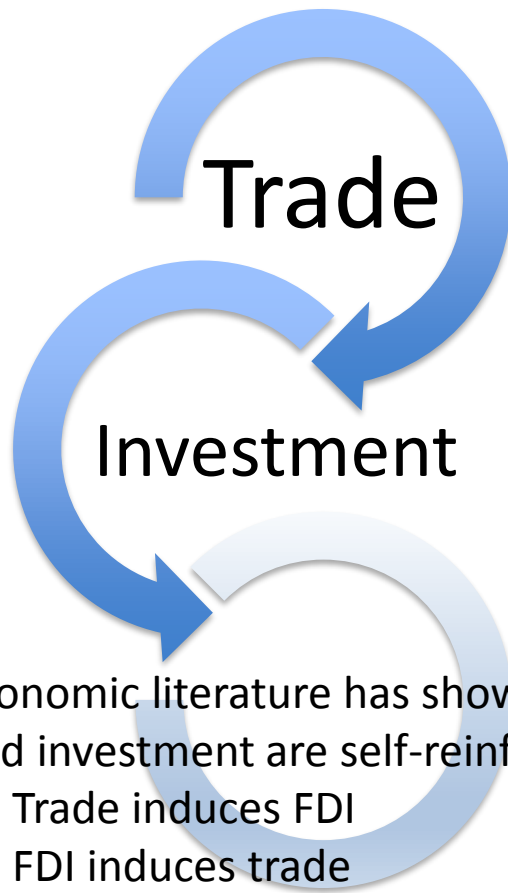 Trade
Investment
onomic literature has show
d investment are self-reinf
Trade induces FDI
FDI induces trade